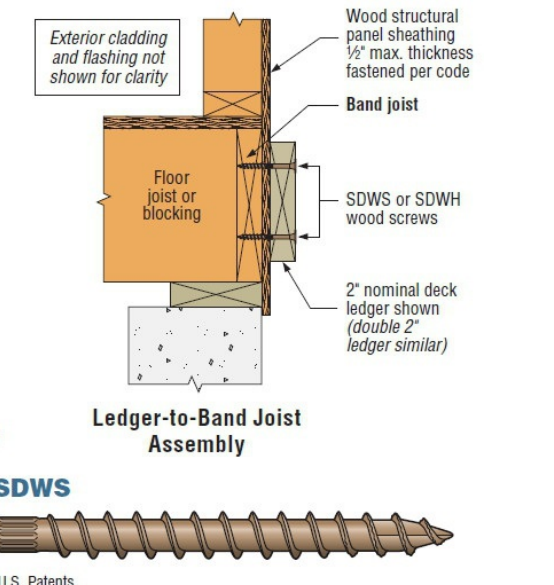 Exterior cladding
and flashing not
shown for clarity
Wood structural
panel sheathing
½" max. thickness
fastened per code
Band joist
Floor
joist or
blocking
SDWS or SDWH
wood screws
2" nominal deck
ledger shown
(double 2"
ledger similar)
Ledger-to-Band Joist
Assembly
SDWS
U.S. Patents